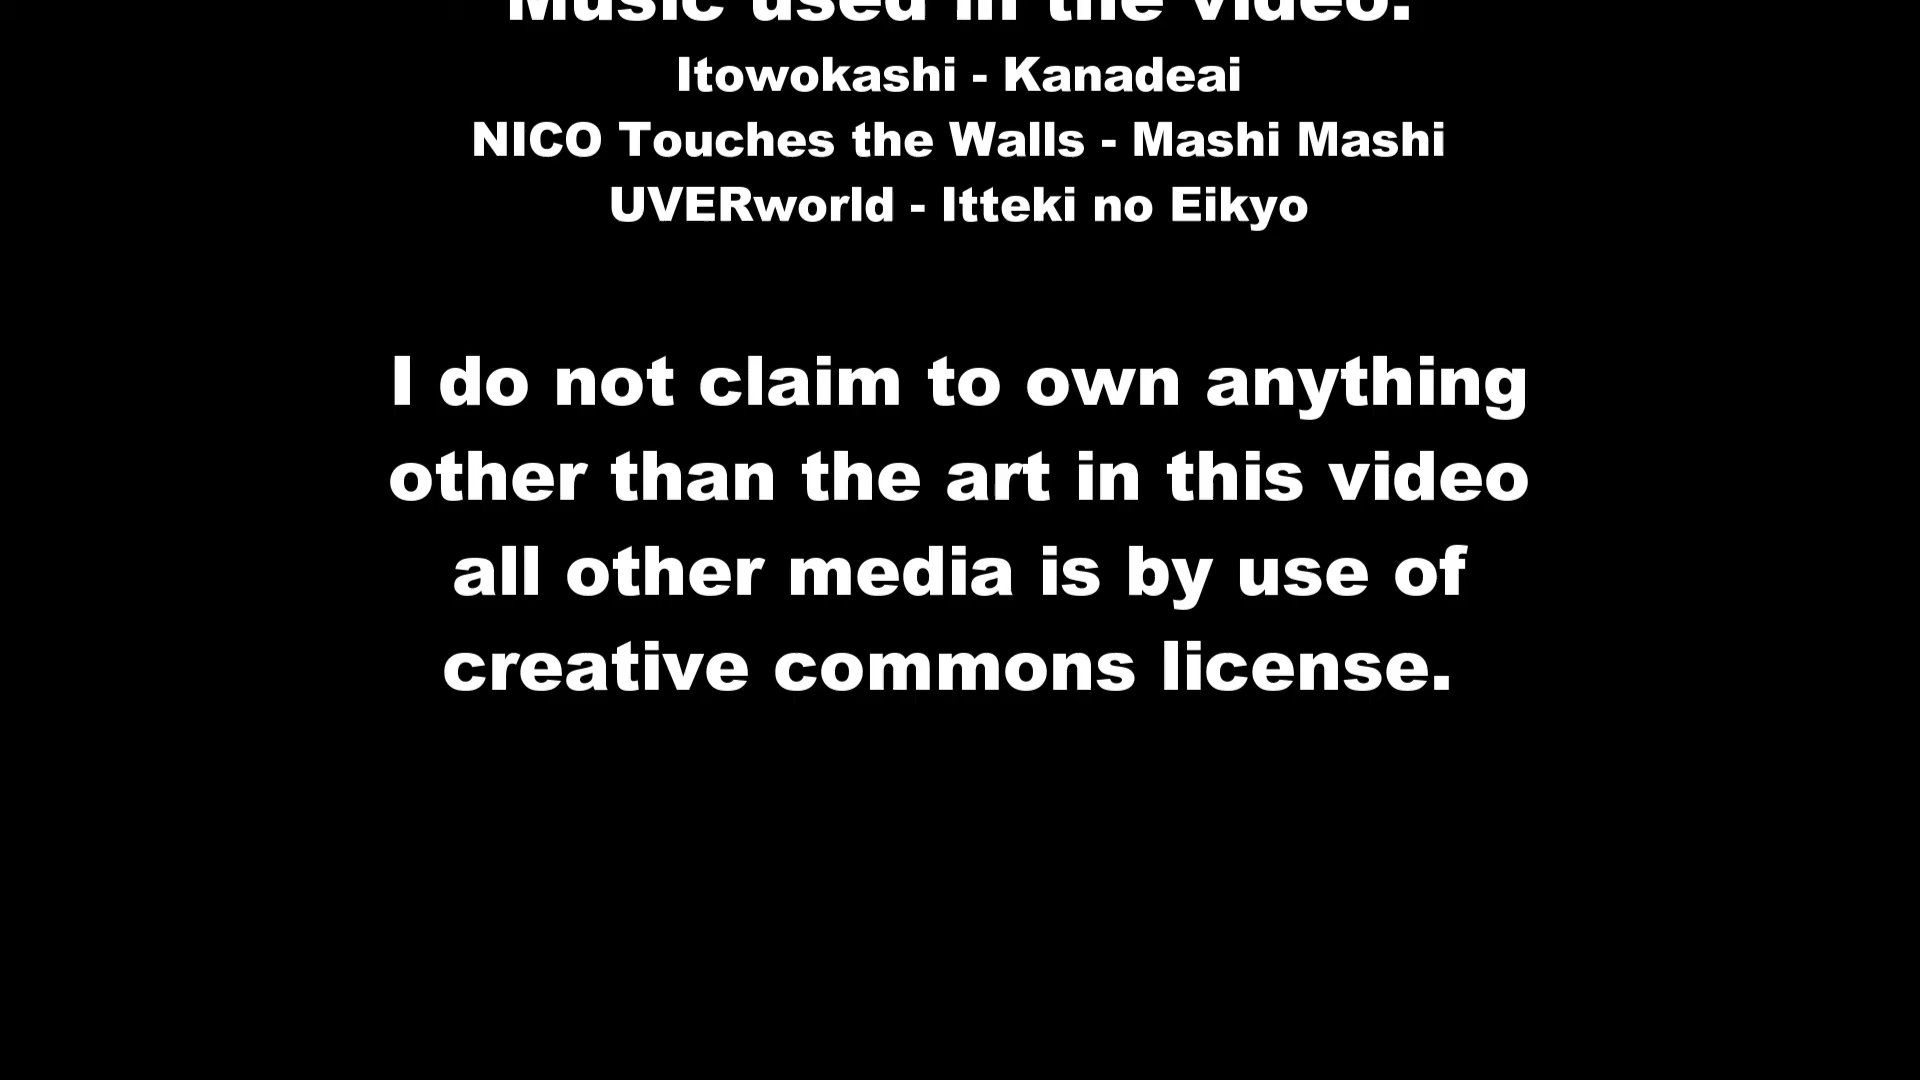 Music used in the video:
Itowokashi - Kanadeai
NICO Touches the Walls - Mashi Mashi
UVERworld - Itteki no Eikyo
I do not claim to own anything
other than the art in this video
all other media is by use of
creative commons license.